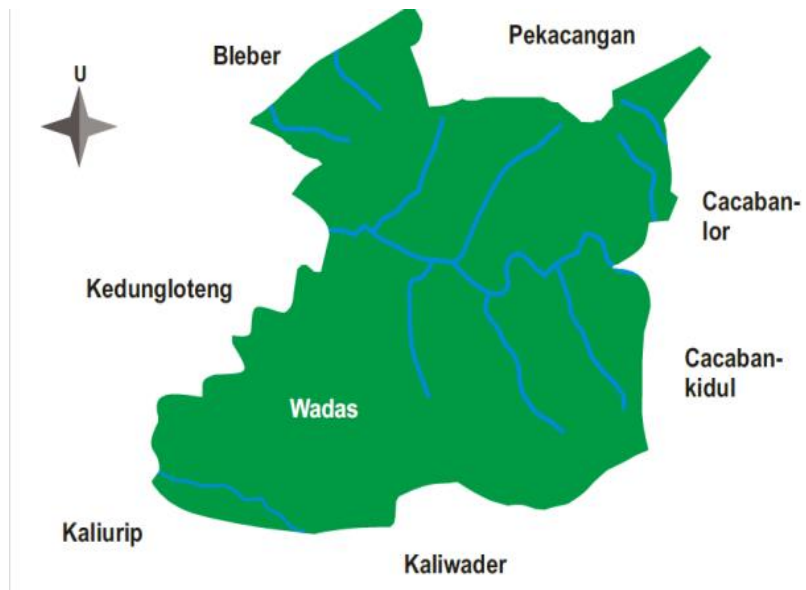 Pekacangan
Bleber
U
Cacaban-
lor
Kedungloteng
Cacaban-
kidul
Wadas
Kaliurip
Kaliwader